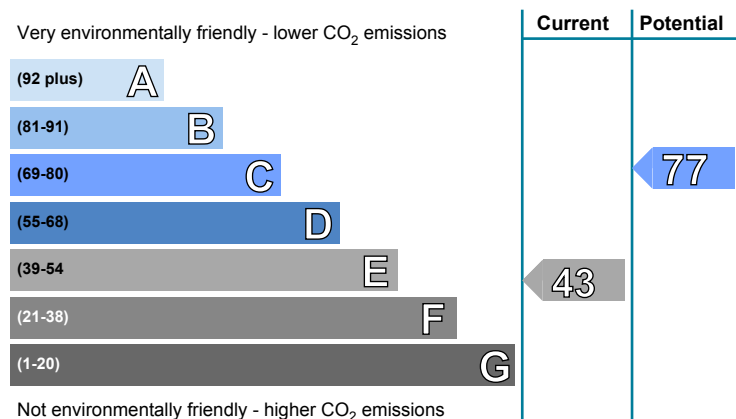 Current Potential
Very environmentally friendly - lower CO₂ emissions
(92 plus) A
(81-91) B
(69-80) C
77
(55-68) D
(39-54 E
43
(21-38) F
(1-20) G
Not environmentally friendly - higher CO₂ emissions